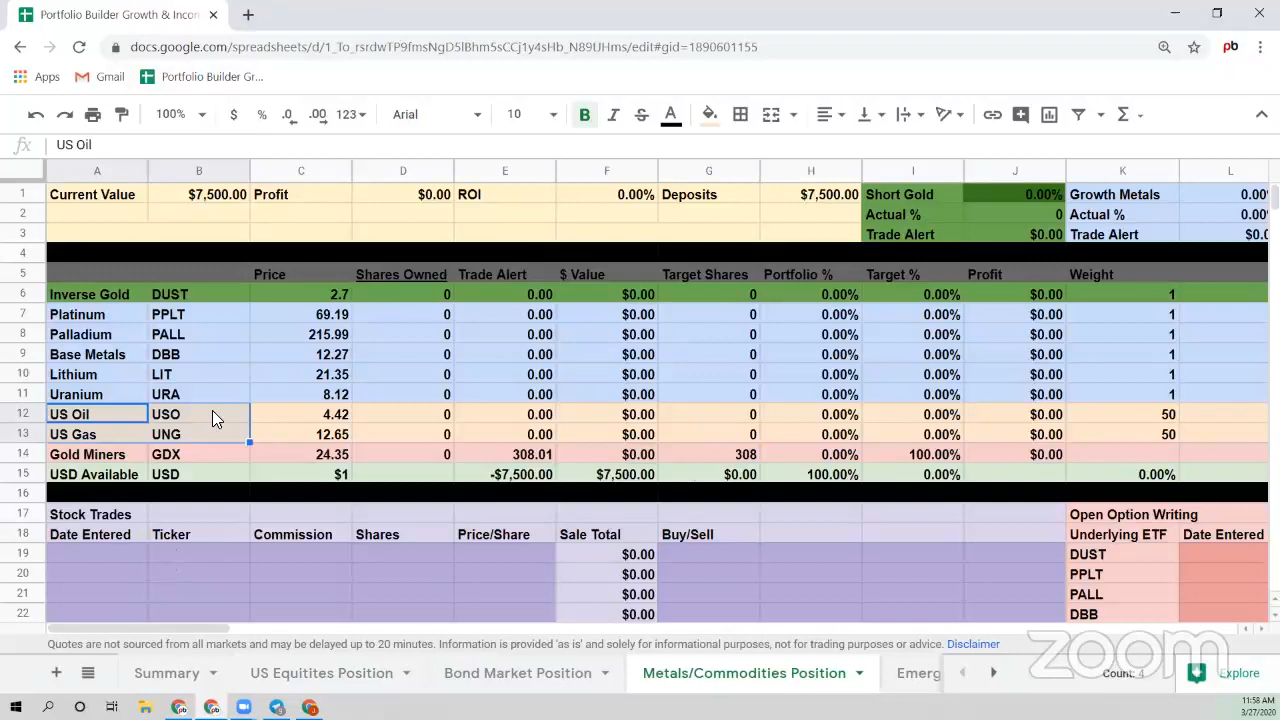 Portfolio Builder Growth & Incom
docs.google.com/spreadsheets/d/1_To_rsrdwTP9fmsNgD5lBhm5sCCj1y4sHb_N89UHms/edit#gid=1890601155
Apps Gmail Portfolio Builder Gr...
100% $ % .0 .00 123 Arial 10 B I S A Σ
fx US Oil
A B C D E F G H I J K L
1 Current Value $7,500.00 Profit $0.00 ROI 0.00% Deposits $7,500.00 Short Gold 0.00% Growth Metals 0.00
2 Actual % 0 Actual % 0.00
3 Trade Alert $0.00 Trade Alert $0.0
4
5 Price Shares Owned Trade Alert $ Value Target Shares Portfolio % Target % Profit Weight
6 Inverse Gold DUST 2.7 0 0.00 $0.00 0 0.00% 0.00% $0.00 1
7 Platinum PPLT 69.19 0 0.00 $0.00 0 0.00% 0.00% $0.00 1
8 Palladium PALL 215.99 0 0.00 $0.00 0 0.00% 0.00% $0.00 1
9 Base Metals DBB 12.27 0 0.00 $0.00 0 0.00% 0.00% $0.00 1
10 Lithium LIT 21.35 0 0.00 $0.00 0 0.00% 0.00% $0.00 1
11 Uranium URA 8.12 0 0.00 $0.00 0 0.00% 0.00% $0.00 1
12 US Oil USO 4.42 0 0.00 $0.00 0 0.00% 0.00% $0.00 50
13 US Gas UNG 12.65 0 0.00 $0.00 0 0.00% 0.00% $0.00 50
14 Gold Miners GDX 24.35 0 308.01 $0.00 308 0.00% 100.00% $0.00
15 USD Available USD $1 -$7,500.00 $7,500.00 $0.00 100.00% 0.00% 0.00%
16
17 Stock Trades Open Option Writing
18 Date Entered Ticker Commission Shares Price/Share Sale Total Buy/Sell Underlying ETF Date Entered
19 $0.00 DUST
20 $0.00 PPLT
21 $0.00 PALL
22 $0.00 DBB
Quotes are not sourced from all markets and may be delayed up to 20 minutes. Information is provided 'as is' and solely for informational purposes, not for trading purposes or advice. Disclaimer
zoom
Summary US Equitites Position Bond Market Position Metals/Commodities Position Emerg Count: 4 Explore
11:58 AM
3/27/2020